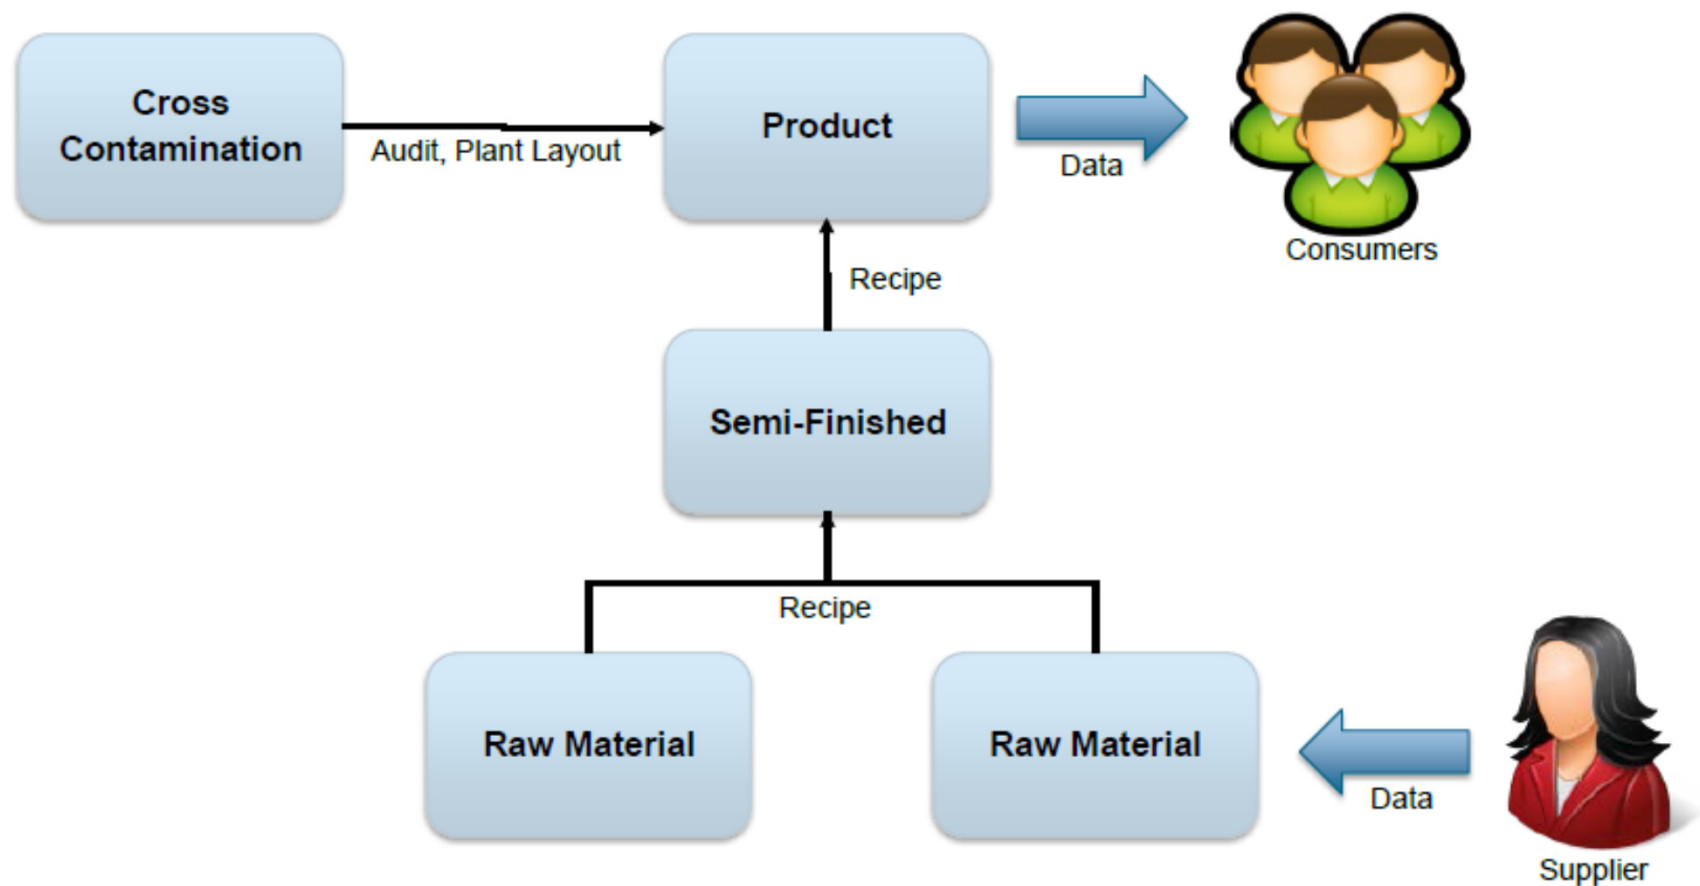 Cross
Contamination
Audit, Plant Layout
Product
Data
Consumers
Recipe
Semi-Finished
Recipe
Raw Material
Raw Material
Data
Supplier